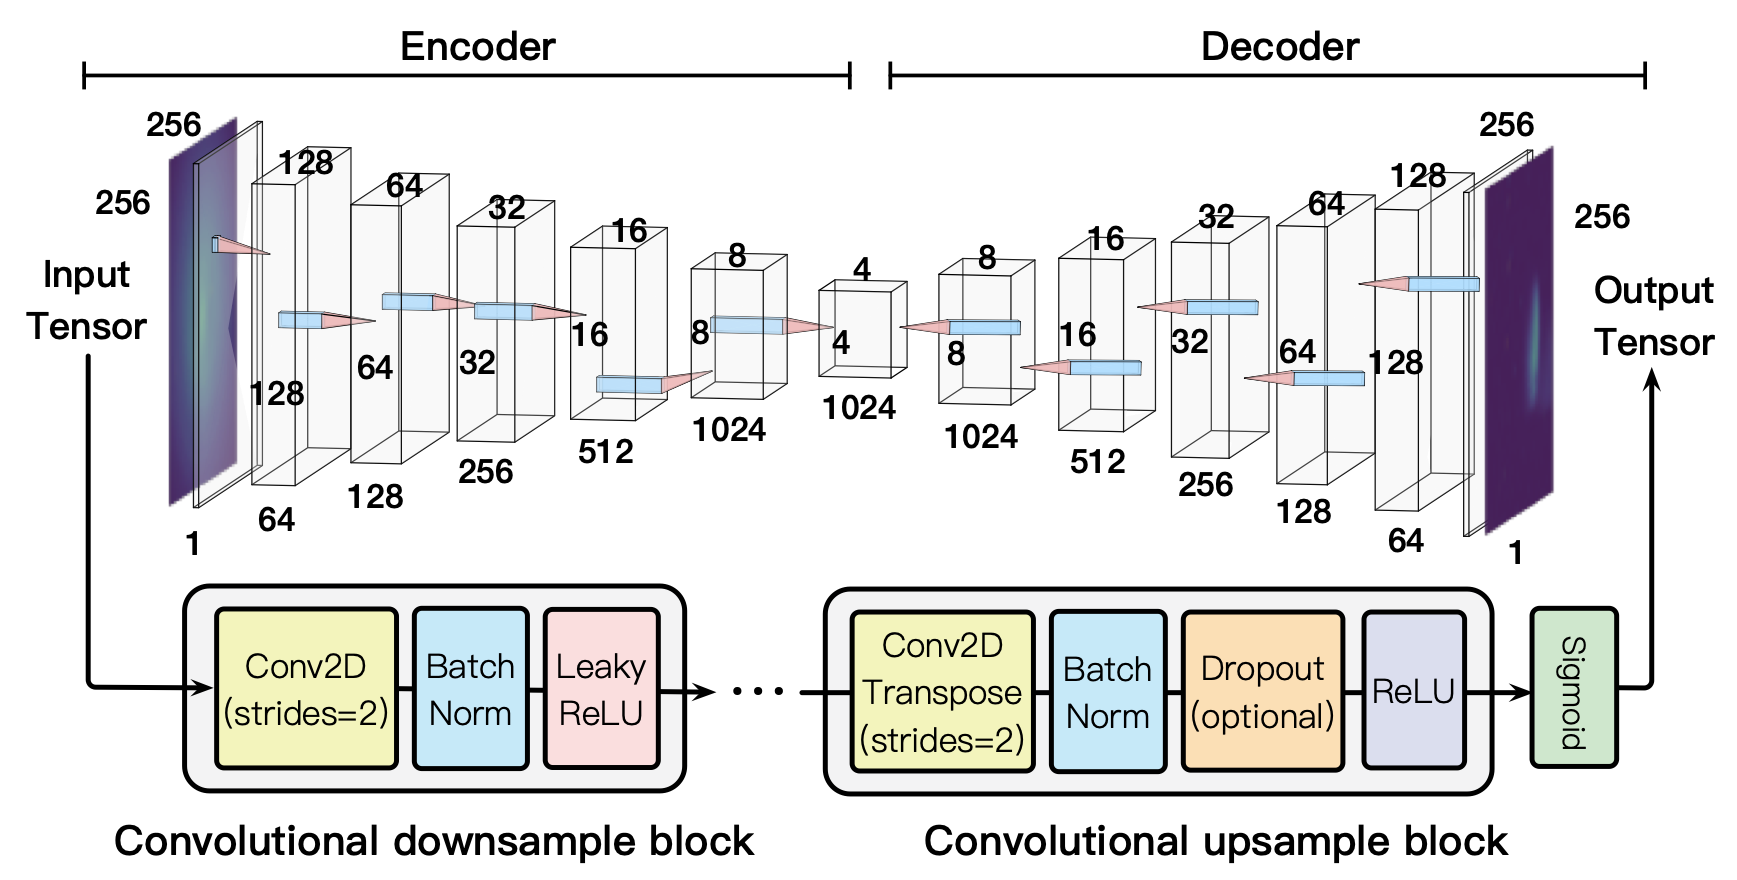 Encoder
Decoder
256
256
Input
Tensor
1
128
128
64
64
64
128
32
32
256
16
16
512
8
8
1024
4
4
1024
8
8
1024
16
16
512
32
32
256
64
64
128
128
128
64
256
256
1
Output
Tensor
Conv2D
(strides=2)
Batch
Norm
Leaky
ReLU
...
Conv2D
Transpose
(strides=2)
Batch
Norm
Dropout
(optional)
ReLU
Sigmoid
Convolutional downsample block
Convolutional upsample block